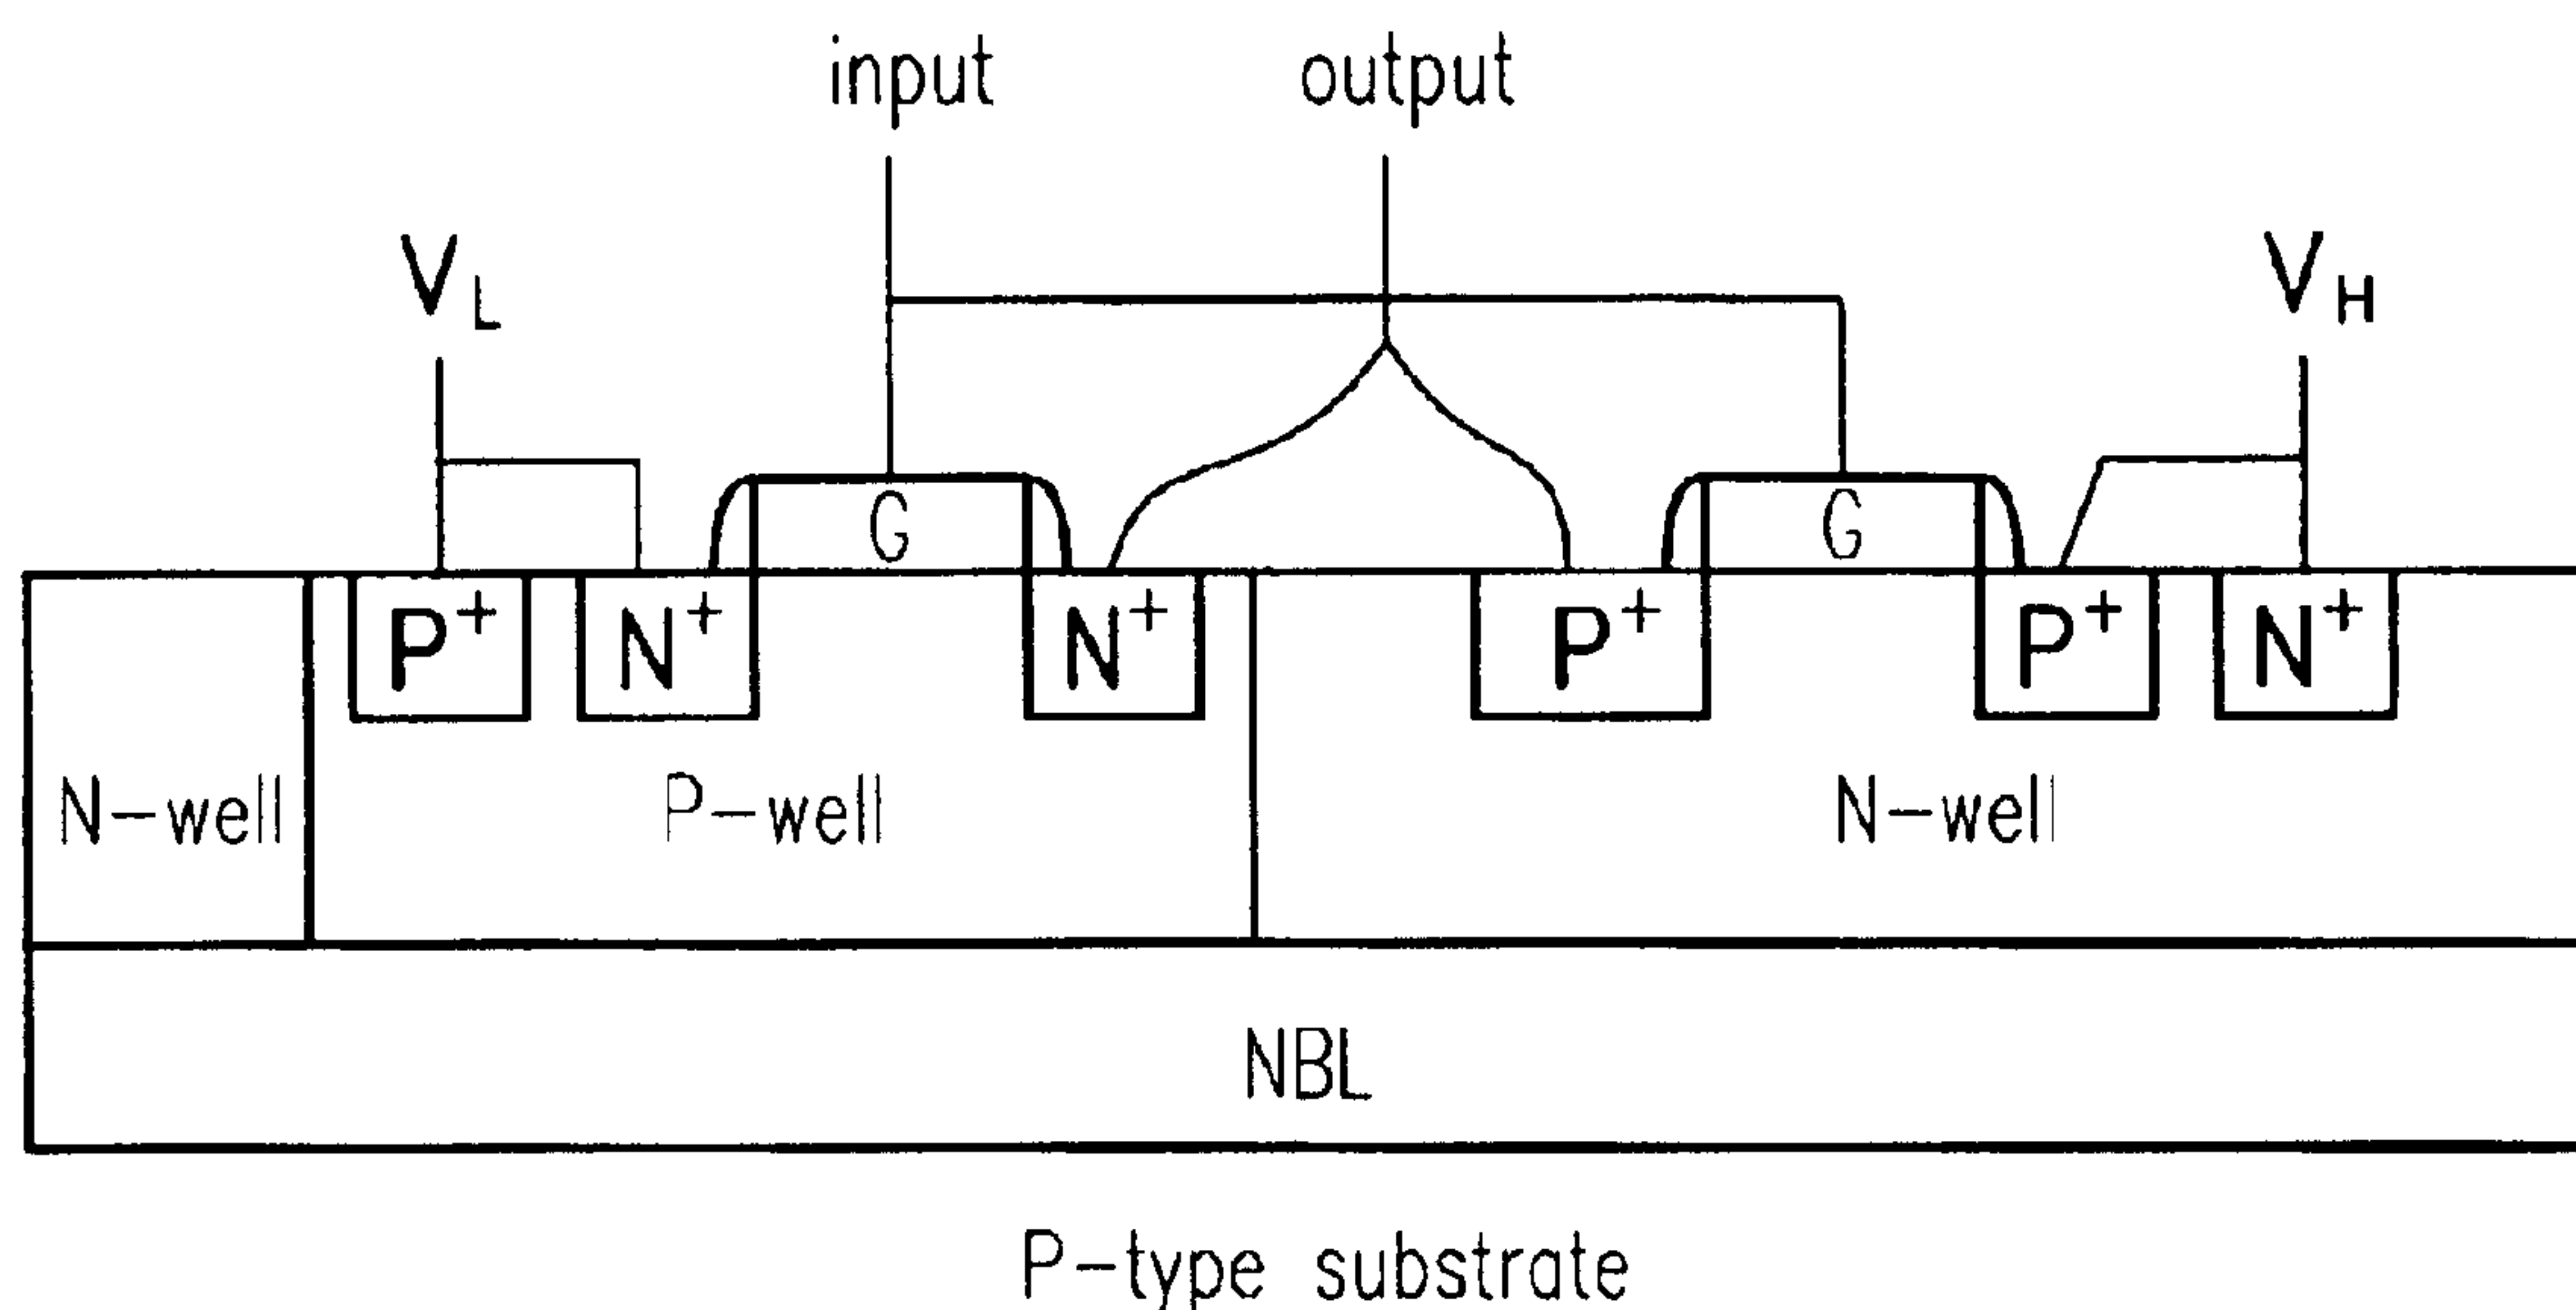 input output
V_L V_H
G G
P⁺ N⁺ N⁺ P⁺ P⁺ N⁺
N-well P-well N-well
NBL
P-type substrate